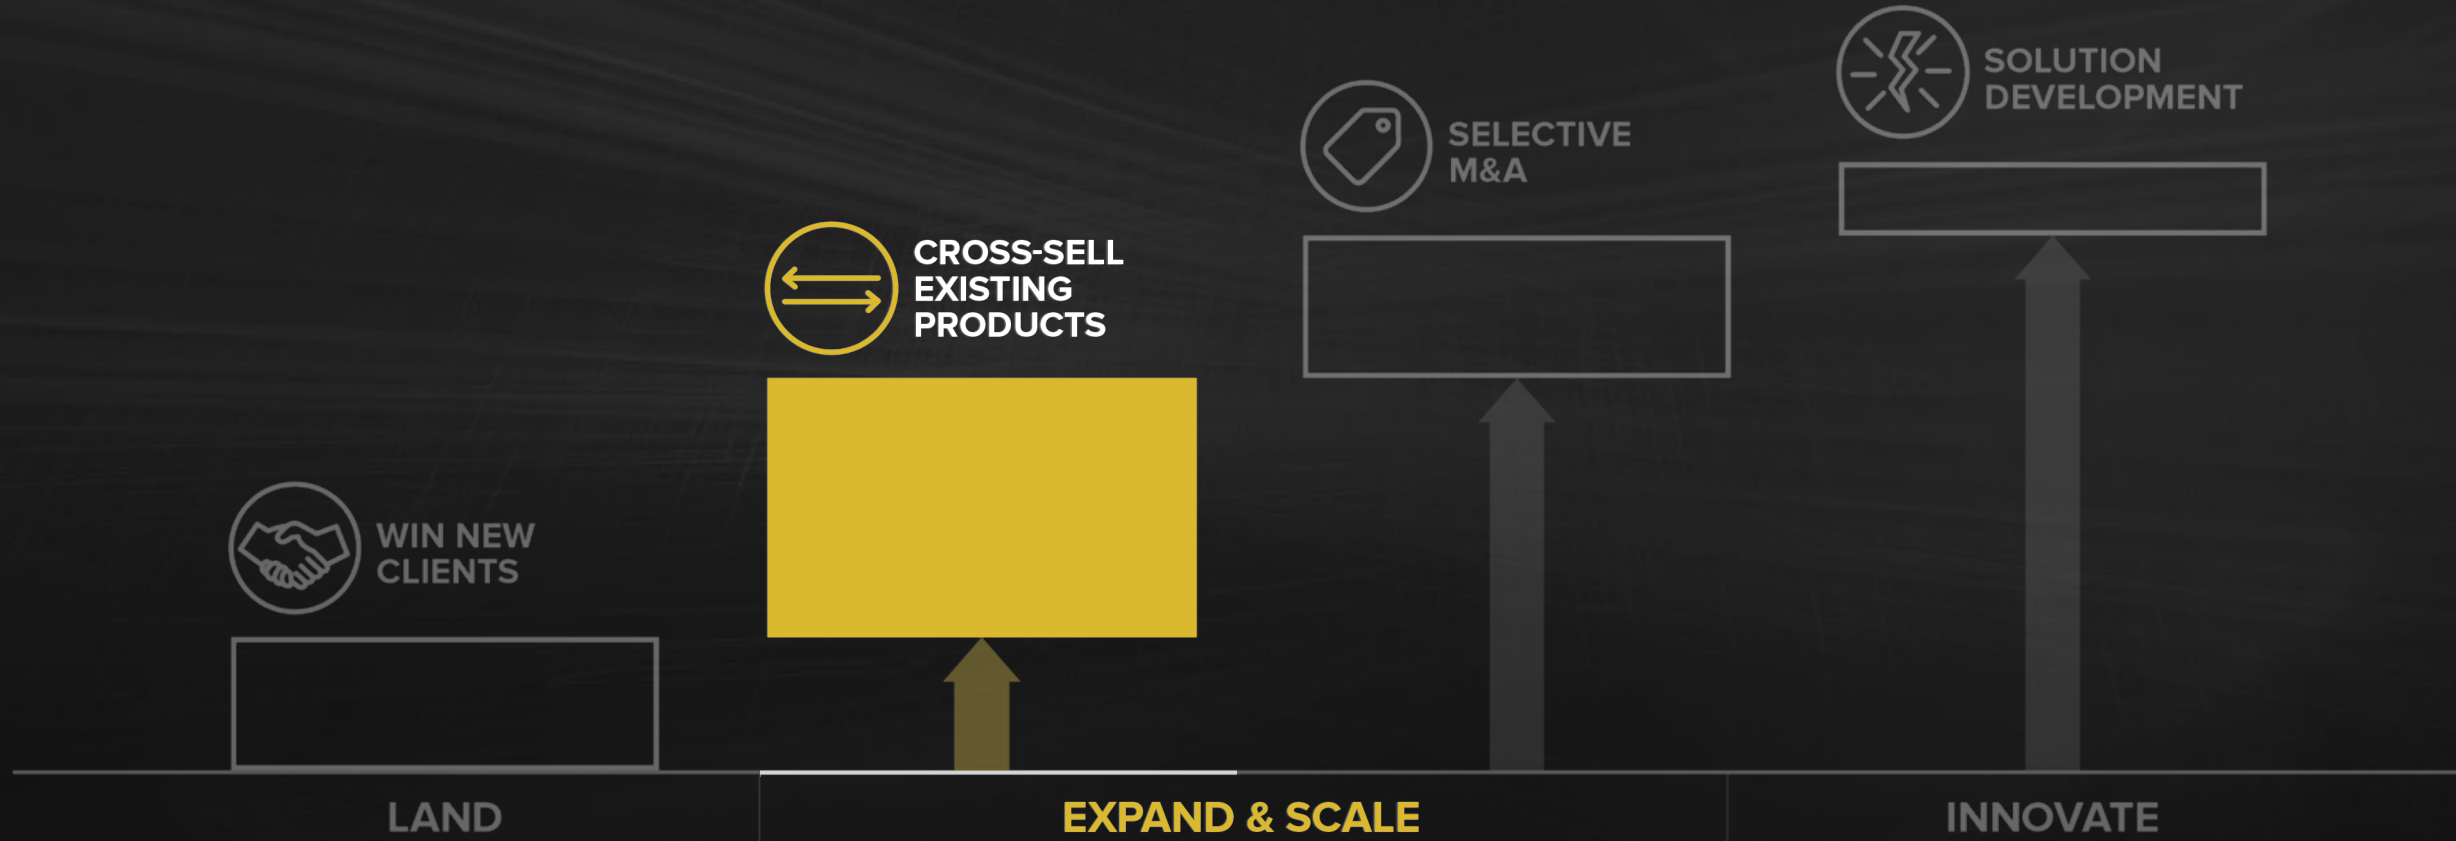 WIN NEW
CLIENTS
CROSS-SELL
EXISTING
PRODUCTS
SELECTIVE
M&A
SOLUTION
DEVELOPMENT
LAND
EXPAND & SCALE
INNOVATE